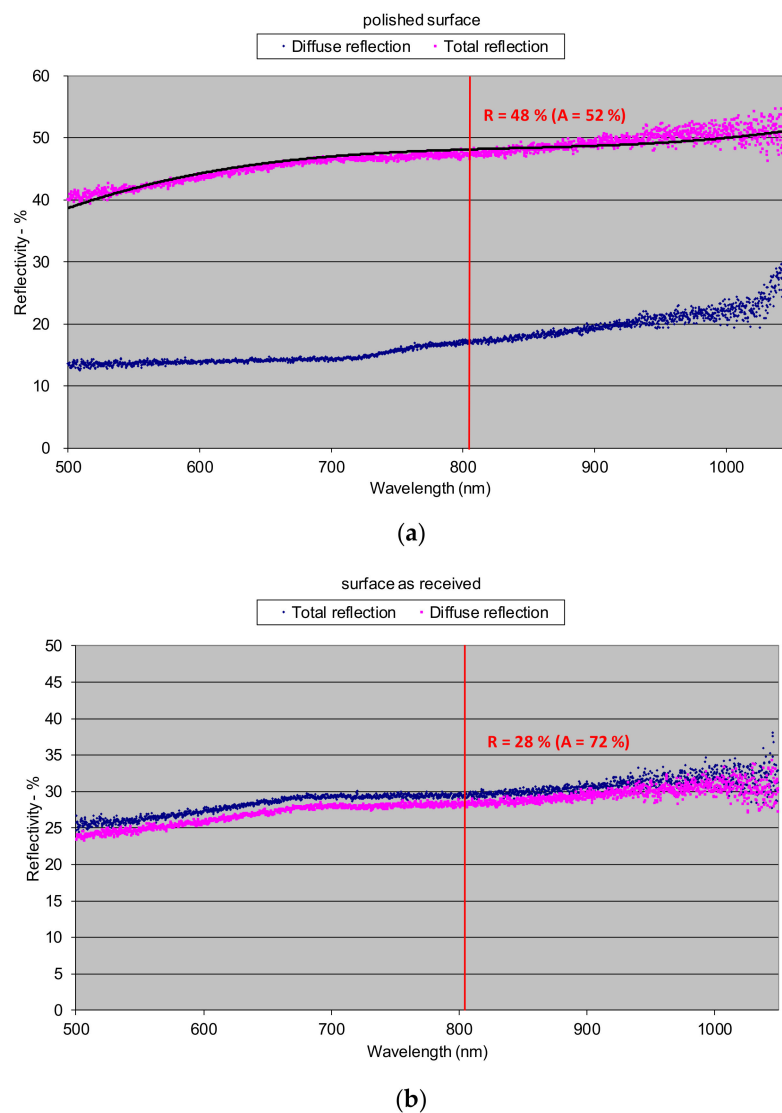 polished surface
Diffuse reflection Total reflection
60
50
40
30
20
10
0
R = 48 % (A = 52 %)
Reflectivity - %
500 600 700 800 900 1000
Wavelength (nm)
(a)
surface as received
Total reflection Diffuse reflection
50
45
40
35
30
25
20
15
10
5
0
R = 28 % (A = 72 %)
Reflectivity - %
500 600 700 800 900 1000
Wavelength (nm)
(b)